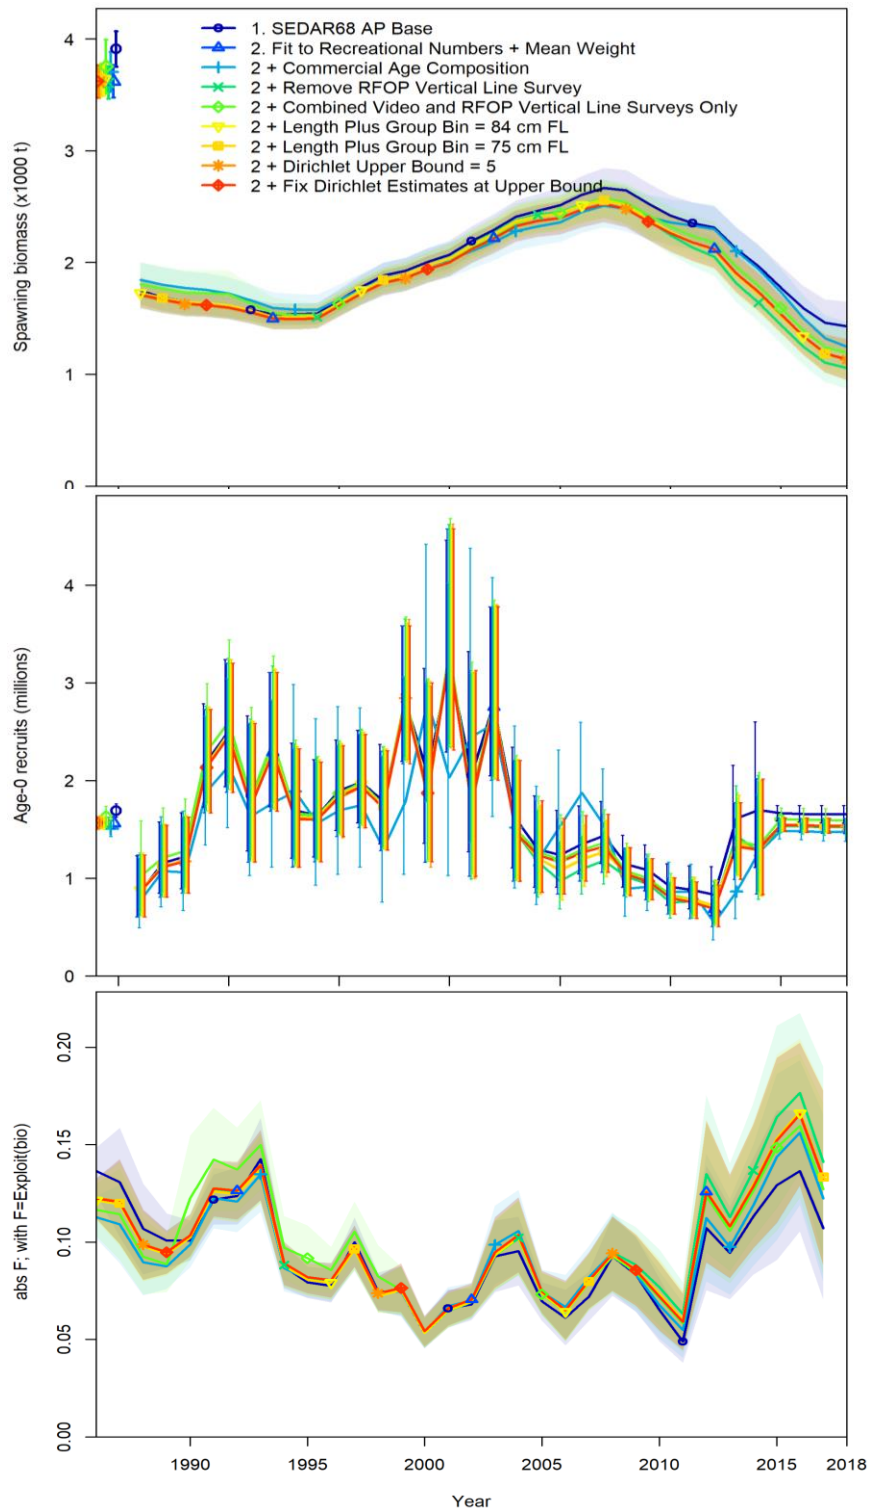 4
1. SEDAR68 AP Base
2. Fit to Recreational Numbers + Mean Weight
2 + Commercial Age Composition
2 + Remove RFOP Vertical Line Survey
2 + Combined Video and RFOP Vertical Line Surveys Only
2 + Length Plus Group Bin = 84 cm FL
2 + Length Plus Group Bin = 75 cm FL
2 + Dirichlet Upper Bound = 5
2 + Fix Dirichlet Estimates at Upper Bound
3
2
1
0
Spawning biomass (x1000 t)
4
3
2
1
0
Age-0 recruits (millions)
0.20
0.15
0.10
0.05
0.00
abs F; with F=Exploit(bio)
1990 1995 2000 2005 2010 2015 2018
Year